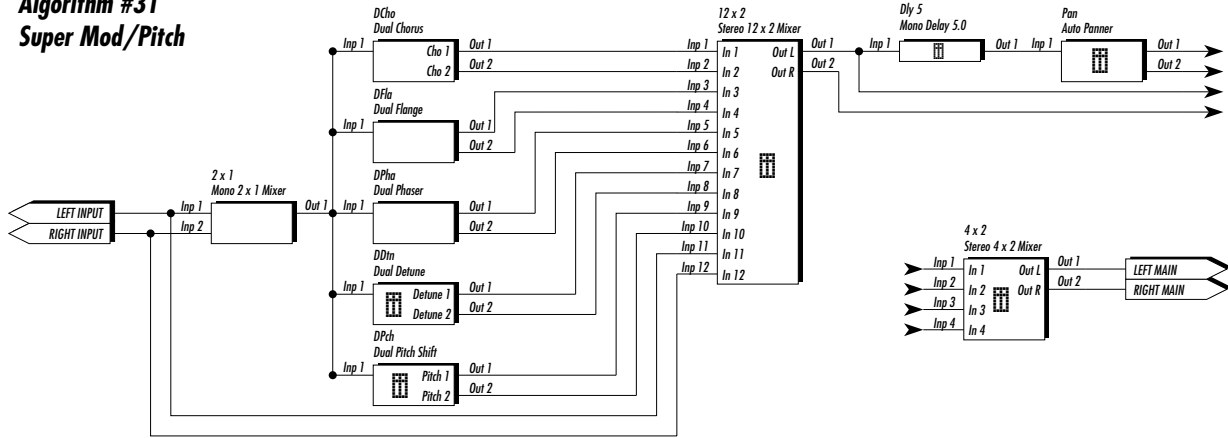 Algorithm #31
Super Mod/Pitch
DCho
Dual Chorus
Inp 1
Cho 1
Cho 2
Out 1
Out 2
DFla
Dual Flange
Inp 1
Out 1
Out 2
DPha
Dual Phaser
Inp 1
Out 1
Out 2
DDtn
Dual Detune
Inp 1
Detune 1
Detune 2
Out 1
Out 2
DPch
Dual Pitch Shift
Inp 1
Pitch 1
Pitch 2
Out 1
Out 2
LEFT INPUT
RIGHT INPUT
2 x 1
Mono 2 x 1 Mixer
Inp 1
Inp 2
Out 1
12 x 2
Stereo 12 x 2 Mixer
Inp 1
Inp 2
Inp 3
Inp 4
Inp 5
Inp 6
Inp 7
Inp 8
Inp 9
Inp 10
Inp 11
Inp 12
In 1
In 2
In 3
In 4
In 5
In 6
In 7
In 8
In 9
In 10
In 11
In 12
Out L
Out R
Out 1
Out 2
Dly 5
Mono Delay 5.0
Inp 1
Out 1
Pan
Auto Panner
Inp 1
Out 1
Out 2
4 x 2
Stereo 4 x 2 Mixer
Inp 1
Inp 2
Inp 3
Inp 4
In 1
In 2
In 3
In 4
Out L
Out R
Out 1
Out 2
LEFT MAIN
RIGHT MAIN